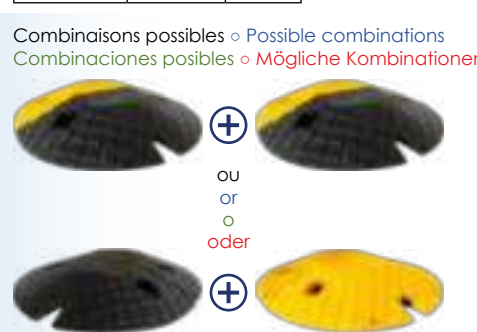 Combinaisons possibles ○ Possible combinations
Combinaciones posibles ○ Mögliche Kombinationen
ou
or
o
oder